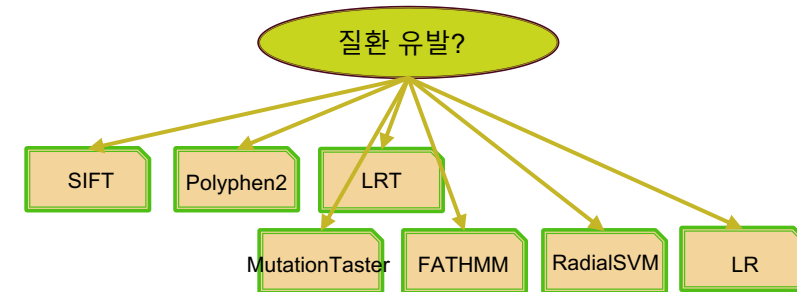 질환 유발?
SIFT
Polyphen2
LRT
MutationTaster
FATHMM
RadialSVM
LR